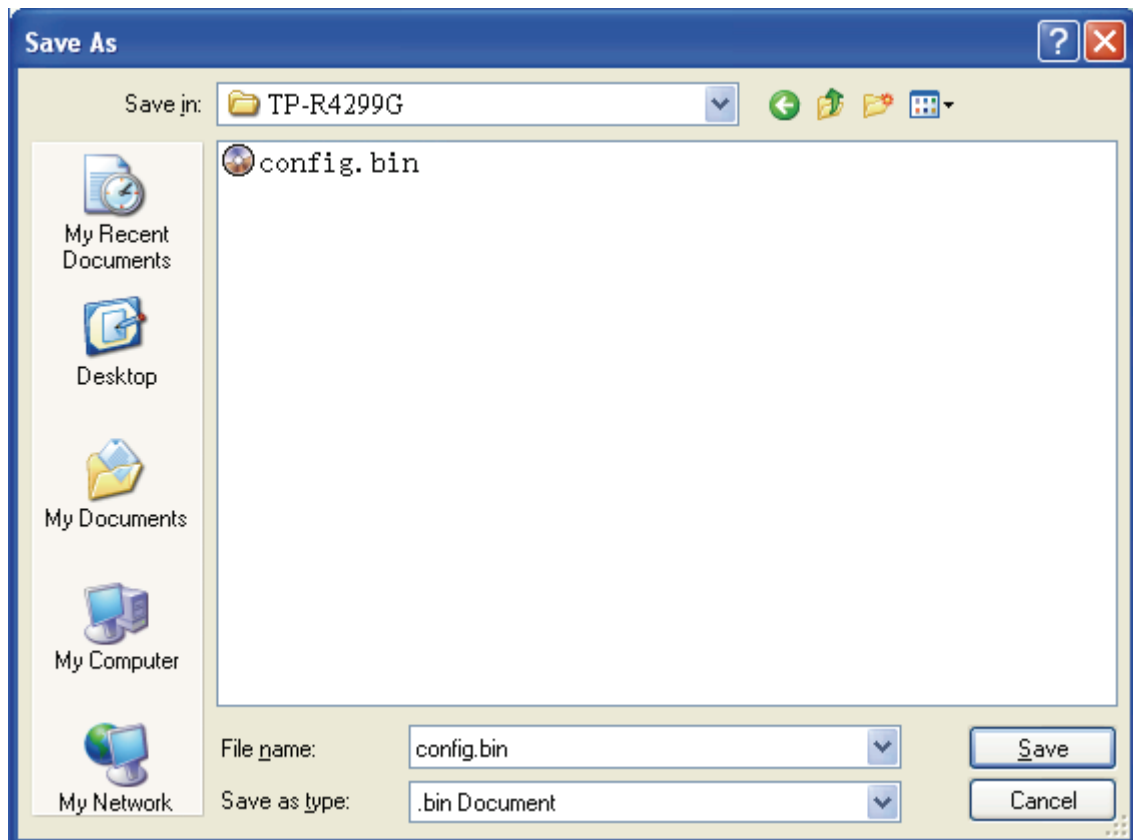 Save As
Save in:
TP-R4299G
config.bin
My Recent
Documents
Desktop
My Documents
My Computer
My Network
File name:
config.bin
Save
Save as type:
.bin Document
Cancel